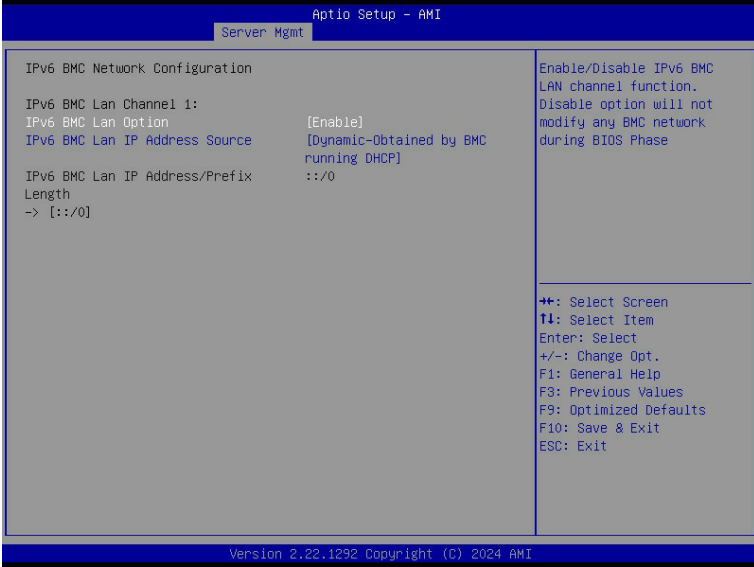 Aptio Setup – AMI
Server Mgmt
IPv6 BMC Network Configuration
IPv6 BMC Lan Channel 1:
IPv6 BMC Lan Option [Enable]
IPv6 BMC Lan IP Address Source [Dynamic-Obtained by BMC
running DHCP]
IPv6 BMC Lan IP Address/Prefix ::/0
Length
-> [::/0]
Enable/Disable IPv6 BMC
LAN channel function.
Disable option will not
modify any BMC network
during BIOS Phase
→←: Select Screen
↑↓: Select Item
Enter: Select
+/-: Change Opt.
F1: General Help
F3: Previous Values
F9: Optimized Defaults
F10: Save & Exit
ESC: Exit
Version 2.22.1292 Copyright (C) 2024 AMI